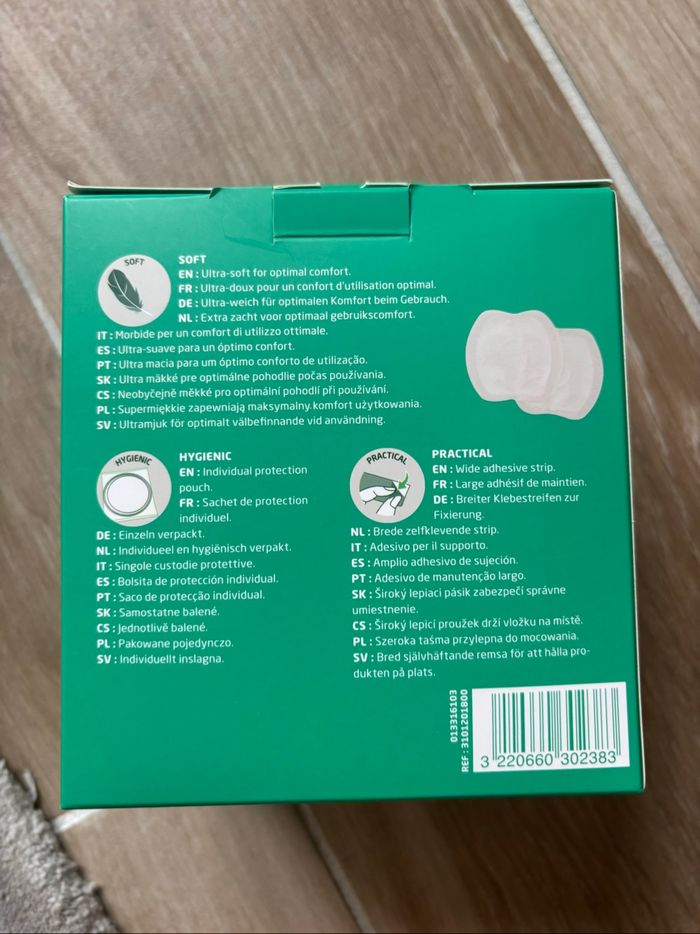 SOFT
SOFT
EN : Ultra-soft for optimal comfort.
FR : Ultra-doux pour un confort d'utilisation optimal.
DE : Ultra-weich für optimalen Komfort beim Gebrauch.
NL : Extra zacht voor optimaal gebruikscomfort.
IT : Morbide per un comfort di utilizzo ottimale.
ES : Ultra-suave para un óptimo confort.
PT : Ultra macia para um óptimo conforto de utilização.
SK : Ultra mäkké pre optimálne pohodlie počas používania.
CS : Neobyčejně měkké pro optimální pohodlí při používání.
PL : Supermiękkie zapewniają maksymalny komfort użytkowania.
SV : Ultramjuk för optimalt välbefinnande vid användning.
HYGIENIC
HYGIENIC
EN : Individual protection
pouch.
FR : Sachet de protection
individuel.
DE : Einzeln verpackt.
NL : Individueel en hygiënisch verpakt.
IT : Singole custodie protettive.
ES : Bolsita de protección individual.
PT : Saco de protecção individual.
SK : Samostatne balené.
CS : Jednotlivě balené.
PL : Pakowane pojedynczo.
SV : Individuellt inslagna.
PRACTICAL
PRACTICAL
EN : Wide adhesive strip.
FR : Large adhésif de maintien.
DE : Breiter Klebestreifen zur
Fixierung.
NL : Brede zelfklevende strip.
IT : Adesivo per il supporto.
ES : Amplio adhesivo de sujeción.
PT : Adesivo de manutenção largo.
SK : Široký lepiaci pásik zabezpečí správne
umiestnenie.
CS : Široký lepicí proužek drží vložku na místě.
PL : Szeroka taśma przylepna do mocowania.
SV : Bred självhäftande remsa för att hålla pro-
dukten på plats.
013316103
REF : 3101201800
3 220660 302383